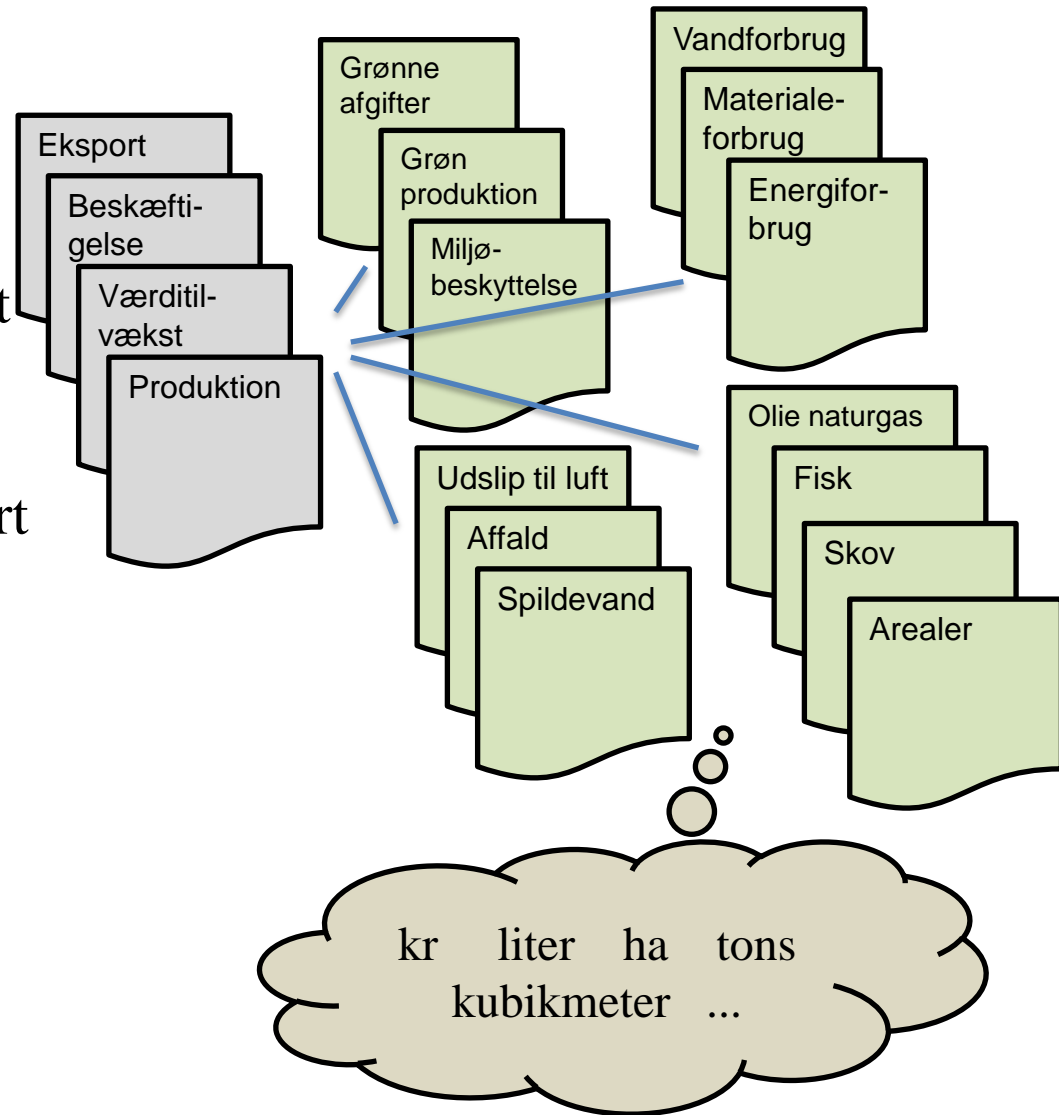 Eksport
Beskæfti-
gelse
Værditil-
vækst
Produktion
Grønne
afgifter
Grøn
produktion
Miljø-
beskyttelse
Vandforbrug
Materiale-
forbrug
Energifor-
brug
Udslip til luft
Affald
Spildevand
Olie naturgas
Fisk
Skov
Arealer
kr liter ha tons
kubikmeter ...